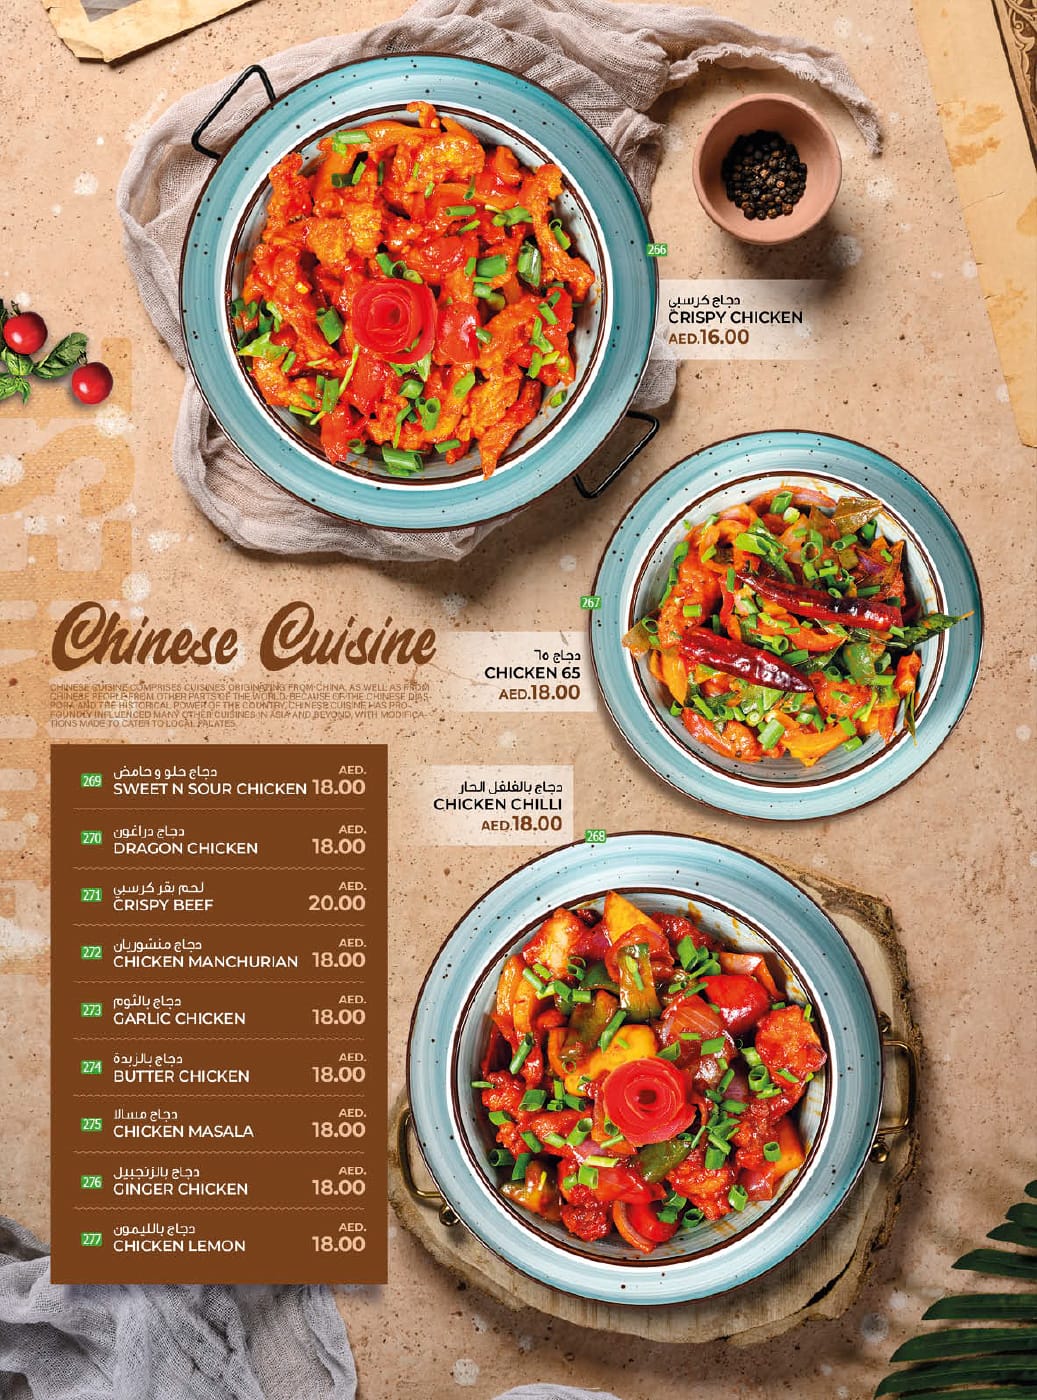 266
دجاج كرسبي
CRISPY CHICKEN
AED.16.00
267
دجاج ٦٥
CHICKEN 65
AED.18.00
Chinese Cuisine
CHINESE CUISINE COMPRISES CUISINES ORIGINATING FROM CHINA, AS WELL AS FROM
CHINESE PEOPLE FROM OTHER PARTS OF THE WORLD. BECAUSE OF THE CHINESE DIAS-
PORA AND THE HISTORICAL POWER OF THE COUNTRY, CHINESE CUISINE HAS PRO-
FOUNDLY INFLUENCED MANY OTHER CUISINES IN ASIA AND BEYOND, WITH MODIFICA-
TIONS MADE TO CATER TO LOCAL PALATES.
دجاج بالفلفل الحار
CHICKEN CHILLI
AED.18.00
268
269 دجاج حلو و حامض AED.
SWEET N SOUR CHICKEN 18.00
270 دجاج دراغون AED.
DRAGON CHICKEN 18.00
271 لحم بقر كرسبي AED.
CRISPY BEEF 20.00
272 دجاج منشوريان AED.
CHICKEN MANCHURIAN 18.00
273 دجاج بالثوم AED.
GARLIC CHICKEN 18.00
274 دجاج بالزبدة AED.
BUTTER CHICKEN 18.00
275 دجاج مسالا AED.
CHICKEN MASALA 18.00
276 دجاج بالزنجبيل AED.
GINGER CHICKEN 18.00
277 دجاج بالليمون AED.
CHICKEN LEMON 18.00